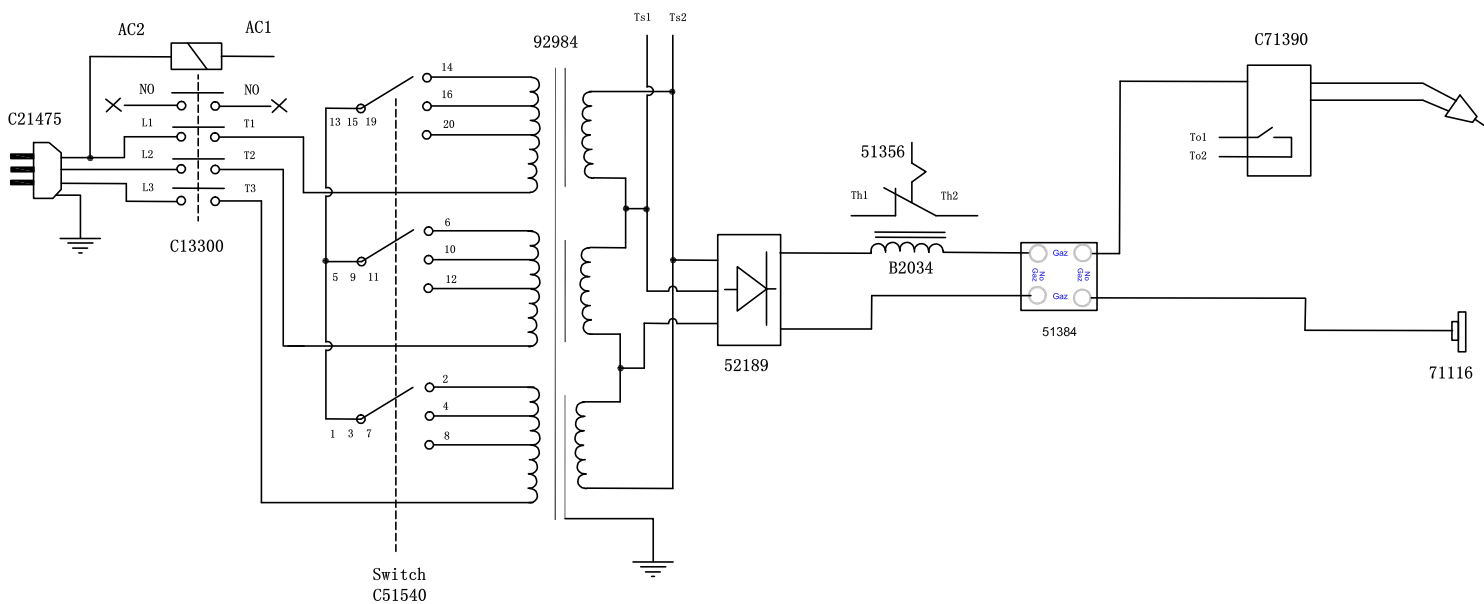 Ts1 Ts2
AC2 AC1
92984
C71390
14
NO NO
16
C21475
L1 T1
13 15 19
20
To1
To2
L2 T2
51356
L3 T3
Th1 Th2
6
C13300
10
5 9 11
12
B2034
Gaz
No Gaz
No Gaz
Gaz
51384
52189
71116
2
4
1 3 7
8
Switch
C51540